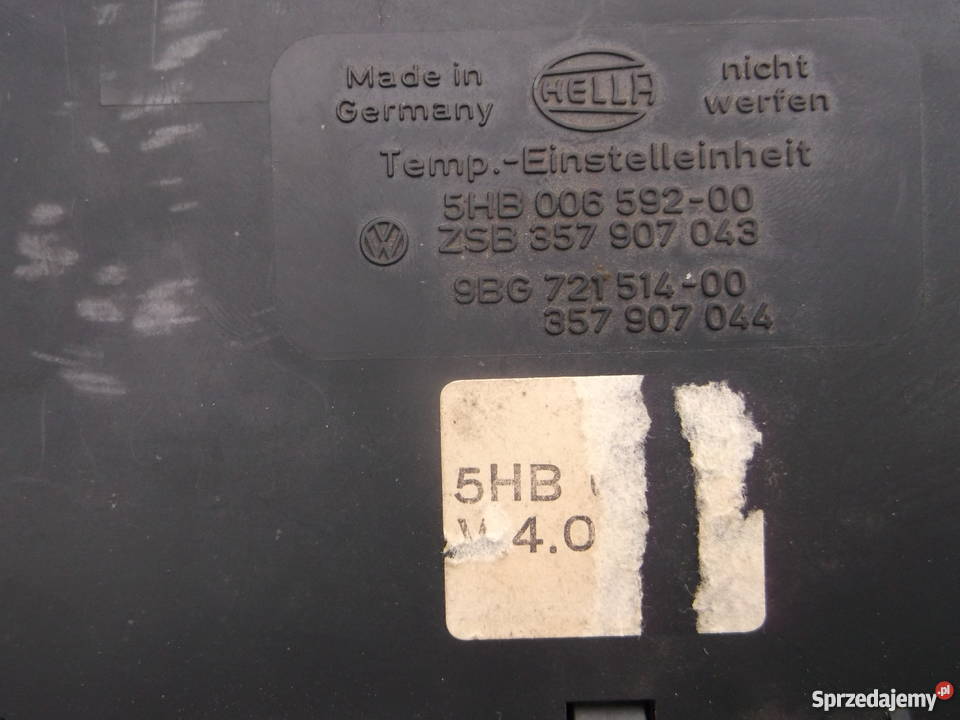 Made in
Germany
HELLA
nicht
werfen
Temp.-Einstelleinheit
5HB 006 592-00
VW ZSB 357 907 043
9BG 721 514-00
357 907 044
5HB
V 4.0
Sprzedajemy.pl